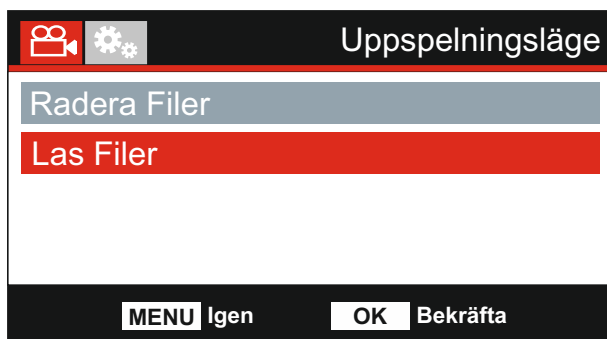 Uppspelningsläge
Radera Filer
Las Filer
MENU Igen OK Bekräfta